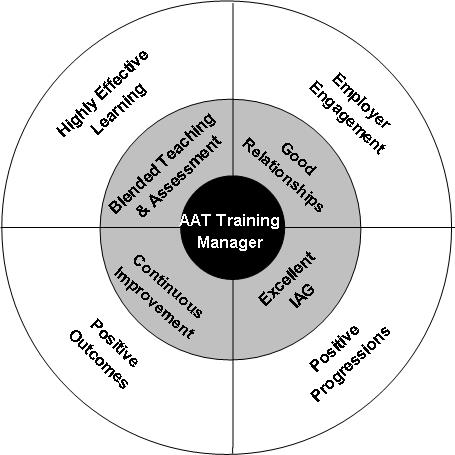 Highly Effective
Learning
Employer
Engagement
Blended Teaching
& Assessment
Good
Relationships
AAT Training
Manager
Continuous
Improvement
Excellent
IAG
Positive
Outcomes
Positive
Progressions